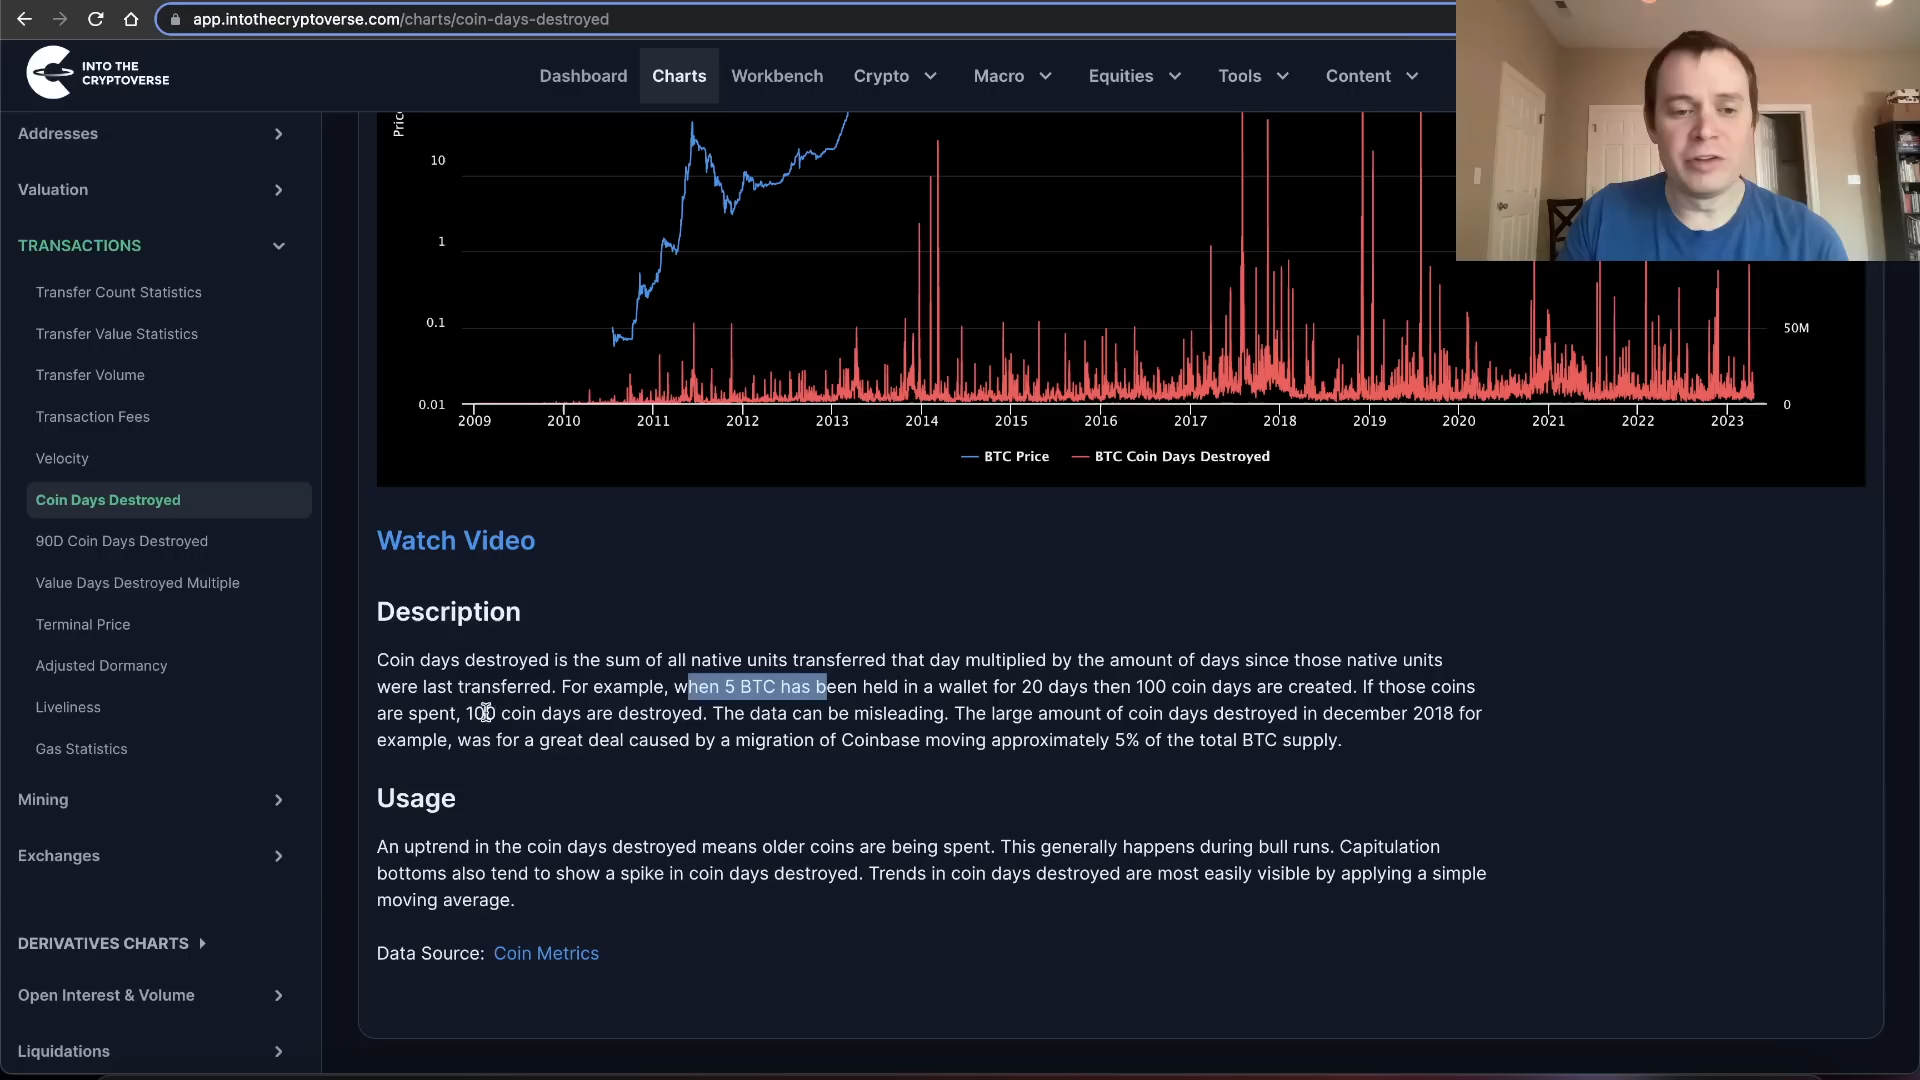 app.intothecryptoverse.com/charts/coin-days-destroyed
INTO THE
CRYPTOVERSE
Dashboard
Charts
Workbench
Crypto
Macro
Equities
Tools
Content
Addresses
Valuation
TRANSACTIONS
Transfer Count Statistics
Transfer Value Statistics
Transfer Volume
Transaction Fees
Velocity
Coin Days Destroyed
90D Coin Days Destroyed
Value Days Destroyed Multiple
Terminal Price
Adjusted Dormancy
Liveliness
Gas Statistics
Mining
Exchanges
DERIVATIVES CHARTS
Open Interest & Volume
Liquidations
10
1
0.1
0.01
50M
0
2009 2010 2011 2012 2013 2014 2015 2016 2017 2018 2019 2020 2021 2022 2023
BTC Price BTC Coin Days Destroyed
Watch Video
Description
Coin days destroyed is the sum of all native units transferred that day multiplied by the amount of days since those native units
were last transferred. For example, when 5 BTC has been held in a wallet for 20 days then 100 coin days are created. If those coins
are spent, 100 coin days are destroyed. The data can be misleading. The large amount of coin days destroyed in december 2018 for
example, was for a great deal caused by a migration of Coinbase moving approximately 5% of the total BTC supply.
Usage
An uptrend in the coin days destroyed means older coins are being spent. This generally happens during bull runs. Capitulation
bottoms also tend to show a spike in coin days destroyed. Trends in coin days destroyed are most easily visible by applying a simple
moving average.
Data Source: Coin Metrics